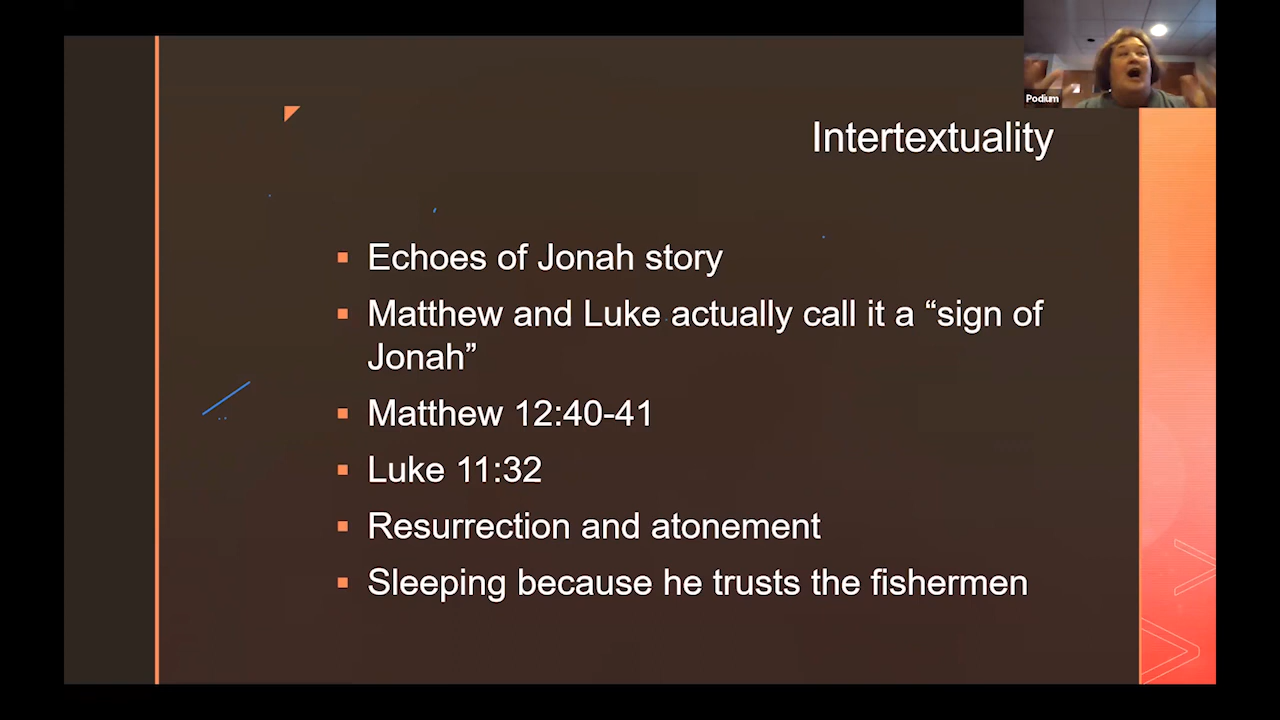 Podium
Intertextuality
Echoes of Jonah story
Matthew and Luke actually call it a “sign of
Jonah”
Matthew 12:40-41
Luke 11:32
Resurrection and atonement
Sleeping because he trusts the fishermen